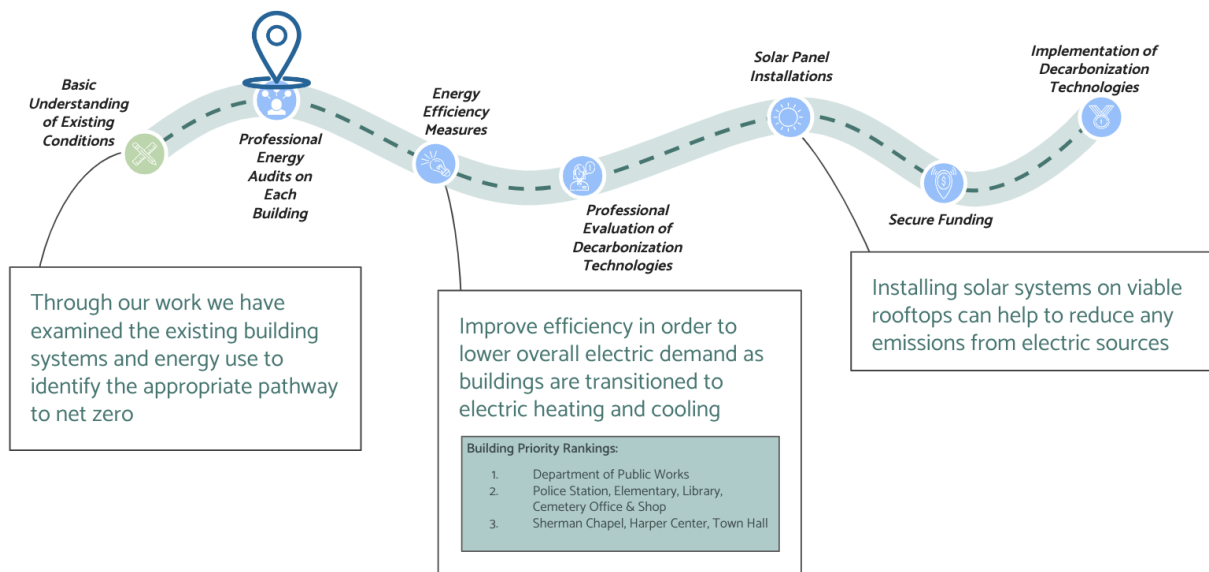 Basic
Understanding
of Existing
Conditions
Professional
Energy
Audits on
Each
Building
Energy
Efficiency
Measures
Professional
Evaluation of
Decarbonization
Technologies
Solar Panel
Installations
Secure Funding
Implementation of
Decarbonization
Technologies
Through our work we have
examined the existing building
systems and energy use to
identify the appropriate pathway
to net zero
Improve efficiency in order to
lower overall electric demand as
buildings are transitioned to
electric heating and cooling
Building Priority Rankings:
1. Department of Public Works
2. Police Station, Elementary, Library,
Cemetery Office & Shop
3. Sherman Chapel, Harper Center, Town Hall
Installing solar systems on viable
rooftops can help to reduce any
emissions from electric sources